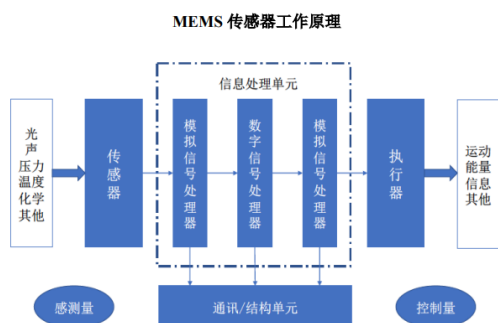 MEMS 传感器工作原理
信息处理单元
光
声
压力
温度
化学
其他
传感器
模拟信号处理器
数字信号处理器
模拟信号处理器
执行器
运动
能量
信息
其他
感测量
通讯/结构单元
控制量